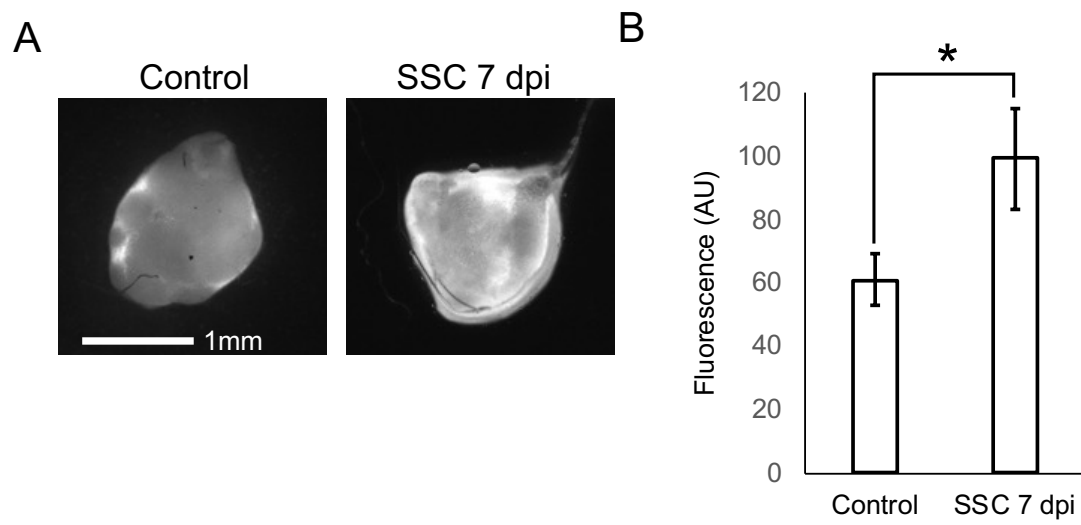 A
Control
SSC 7 dpi
1mm
B
*
Fluorescence (AU)
120
100
80
60
40
20
0
Control
SSC 7 dpi